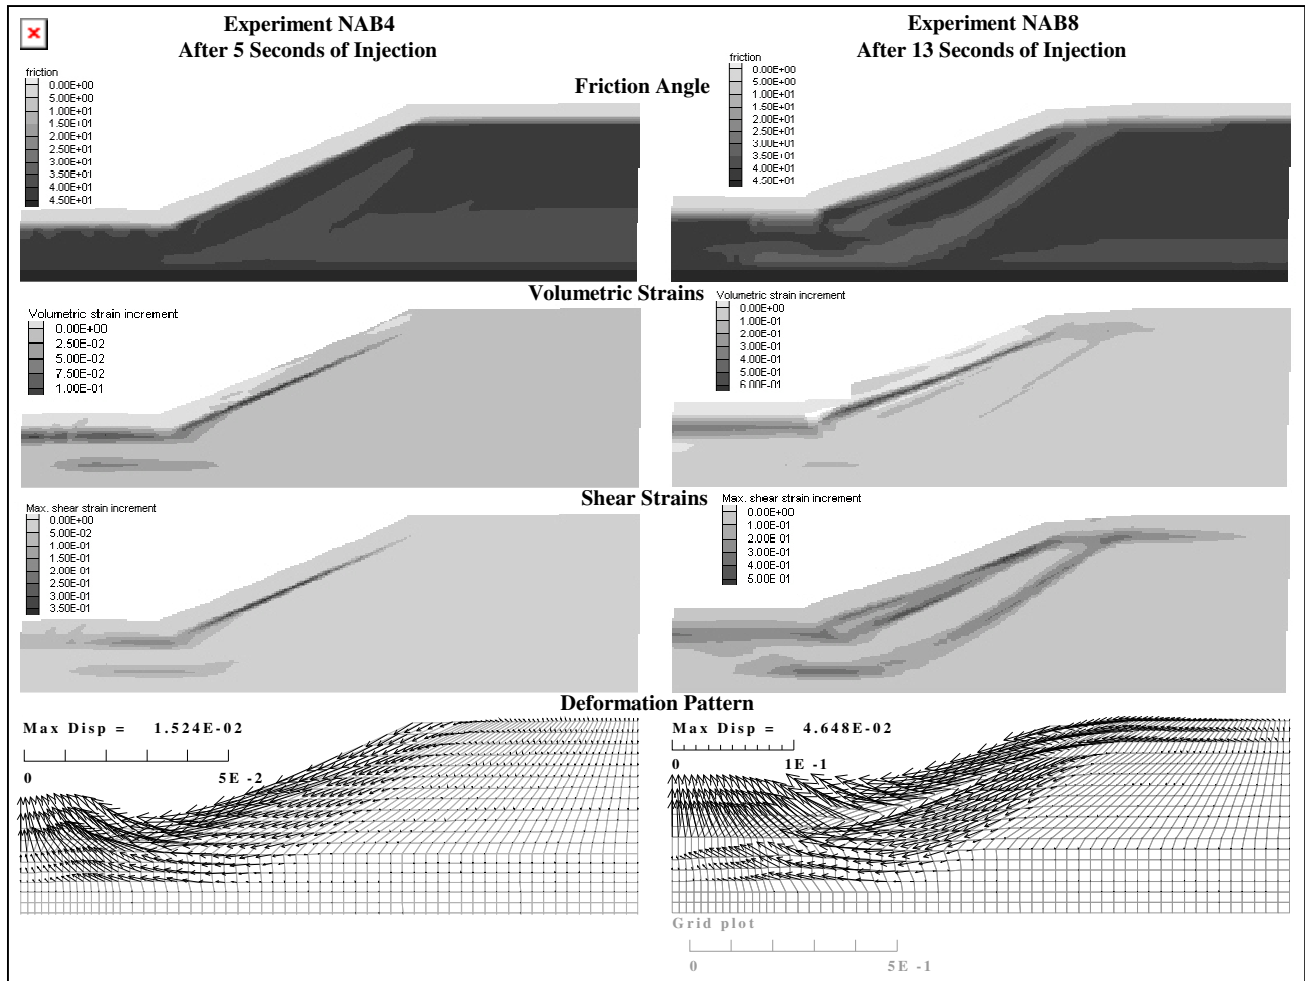 Experiment NAB4
After 5 Seconds of Injection
Experiment NAB8
After 13 Seconds of Injection
friction
0.00E+00
5.00E+00
1.00E+01
1.50E+01
2.00E+01
2.50E+01
3.00E+01
3.50E+01
4.00E+01
4.50E+01
Friction Angle
friction
0.00E+00
5.00E+00
1.00E+01
1.50E+01
2.00E+01
2.50E+01
3.00E+01
3.50E+01
4.00E+01
4.50E+01
Volumetric Strains
Volumetric strain increment
0.00E+00
2.50E-02
5.00E-02
7.50E-02
1.00E-01
Volumetric strain increment
0.00E+00
1.00E-01
2.00E-01
3.00E-01
4.00E-01
5.00E-01
6.00E-01
Shear Strains
Max. shear strain increment
0.00E+00
5.00E-02
1.00E-01
1.50E-01
2.00E 01
2.50E-01
3.00E-01
3.50E-01
Max. shear strain increment
0.00E+00
1.00E-01
2.00E 01
3.00E-01
4.00E-01
5.00E 01
Deformation Pattern
Max Disp = 1.524E-02
0 5E -2
Max Disp = 4.648E-02
0 1E -1
Grid plot
0 5E -1